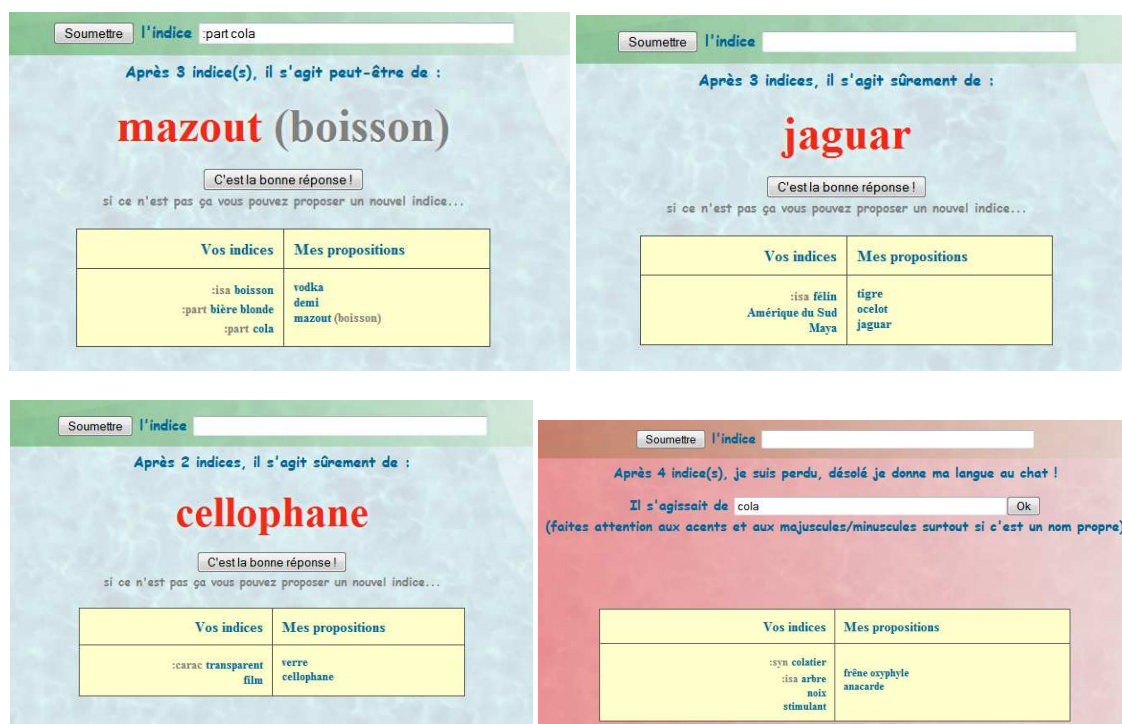 Soumettre l'indice :part cola
Après 3 indice(s), il s'agit peut-être de :
mazout (boisson)
C'est la bonne réponse !
si ce n'est pas ça vous pouvez proposer un nouvel indice...
Vos indices Mes propositions
:isa boisson vodka
:part bière blonde demi
:part cola mazout (boisson)
Soumettre l'indice
Après 3 indices, il s'agit sûrement de :
jaguar
C'est la bonne réponse !
si ce n'est pas ça vous pouvez proposer un nouvel indice...
Vos indices Mes propositions
:isa félin tigre
Amérique du Sud ocelot
Maya jaguar
Soumettre l'indice
Après 2 indices, il s'agit sûrement de :
cellophane
C'est la bonne réponse !
si ce n'est pas ça vous pouvez proposer un nouvel indice...
Vos indices Mes propositions
:carac transparent verre
film cellophane
Soumettre l'indice
Après 4 indice(s), je suis perdu, désolé je donne ma langue au chat !
Il s'agissait de cola Ok
(faites attention aux acents et aux majuscules/minuscules surtout si c'est un nom propre)
Vos indices Mes propositions
:syn colatier
:isa arbre frêne oxyphyle
noix anacarde
stimulant